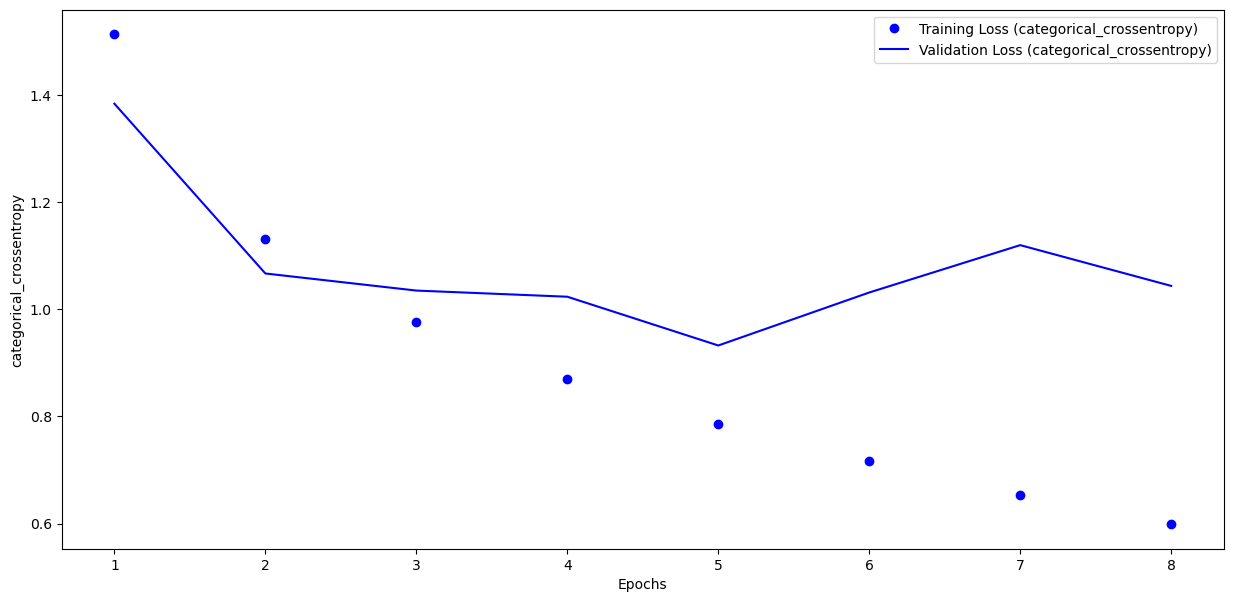 Training Loss (categorical_crossentropy)
Validation Loss (categorical_crossentropy)
categorical_crossentropy
1.4
1.2
1.0
0.8
0.6
1 2 3 4 5 6 7 8
Epochs